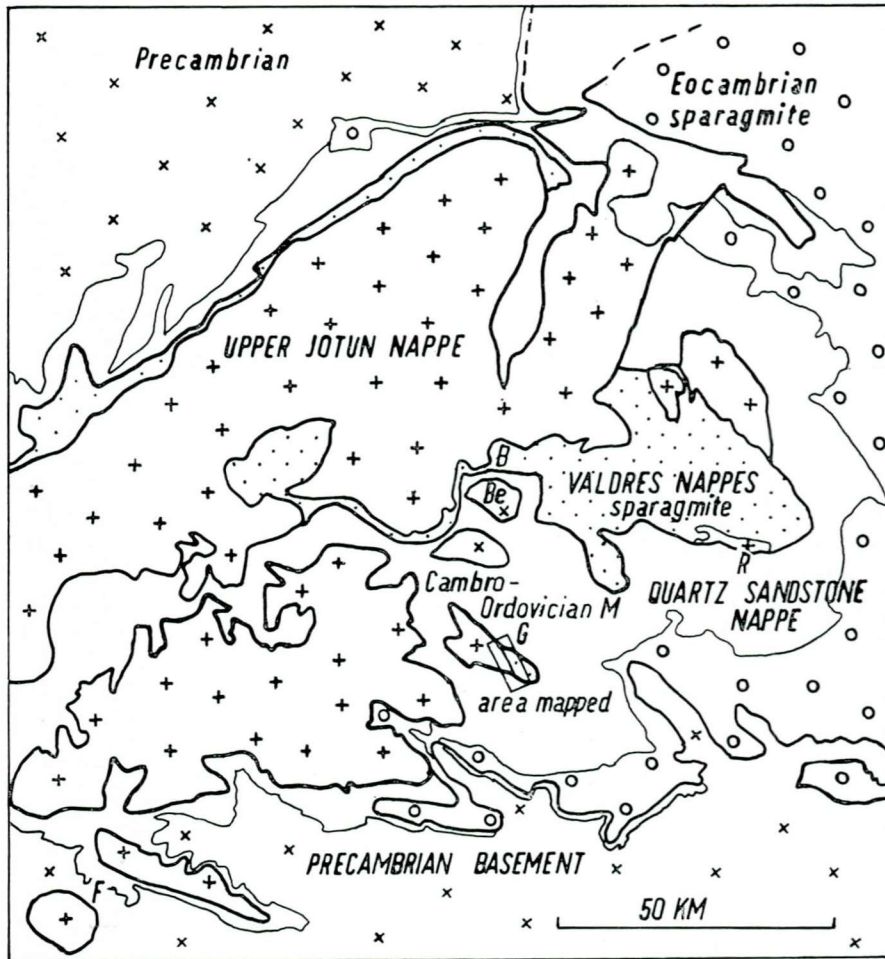 Precambrian
Eocambrian
sparagmite
UPPER JOTUN NAPPE
B
Be
VALDRES NAPPES
sparagmite
R
Cambro-
Ordovician M
G
QUARTZ SANDSTONE
NAPPE
area mapped
PRECAMBRIAN BASEMENT
F
50 KM